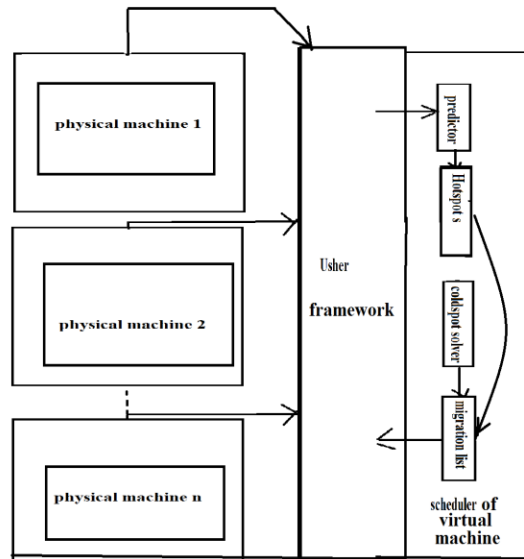 physical machine 1
physical machine 2
physical machine n
Usher
framework
predictor
Hotspot s
coldspot solver
migration list
scheduler of
virtual
machine